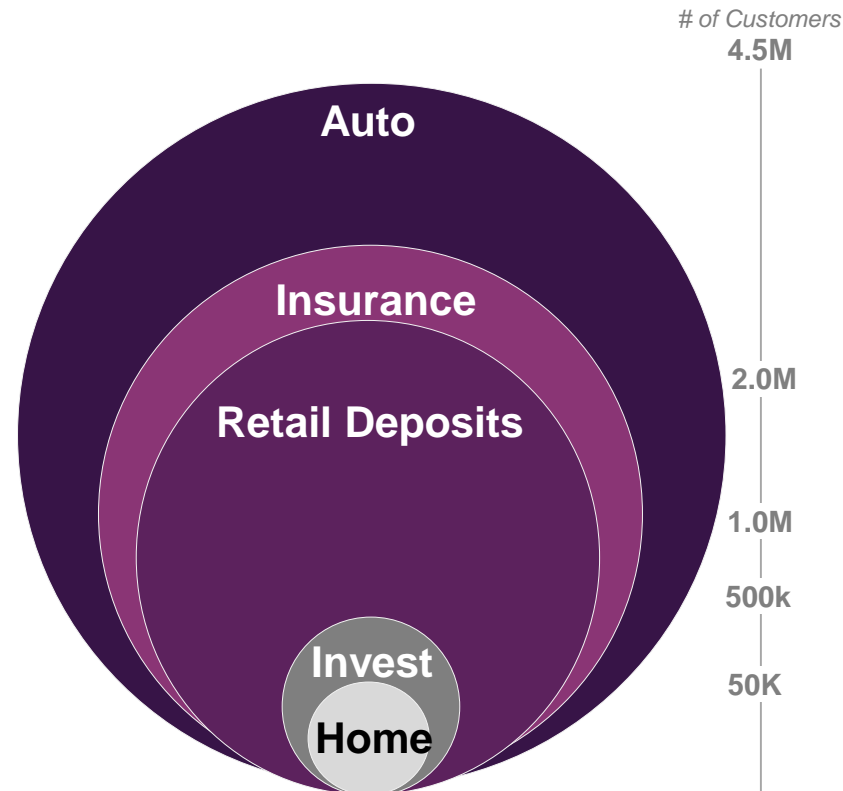 # of Customers
4.5M
Auto
Insurance
2.0M
Retail Deposits
1.0M
500k
Invest
50K
Home